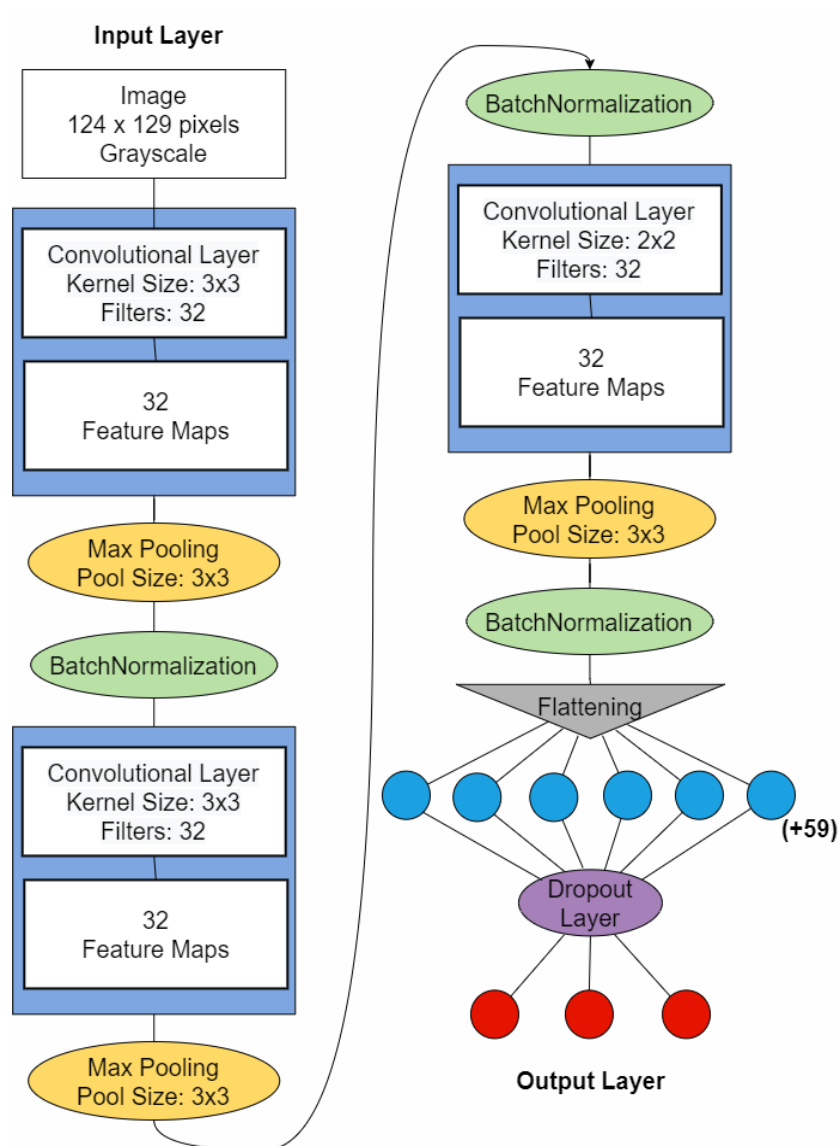 Input Layer
Image
124 x 129 pixels
Grayscale
Convolutional Layer
Kernel Size: 3x3
Filters: 32
32
Feature Maps
Max Pooling
Pool Size: 3x3
BatchNormalization
Convolutional Layer
Kernel Size: 3x3
Filters: 32
32
Feature Maps
Max Pooling
Pool Size: 3x3
BatchNormalization
Convolutional Layer
Kernel Size: 2x2
Filters: 32
32
Feature Maps
Max Pooling
Pool Size: 3x3
BatchNormalization
Flattening
(+59)
Dropout
Layer
Output Layer